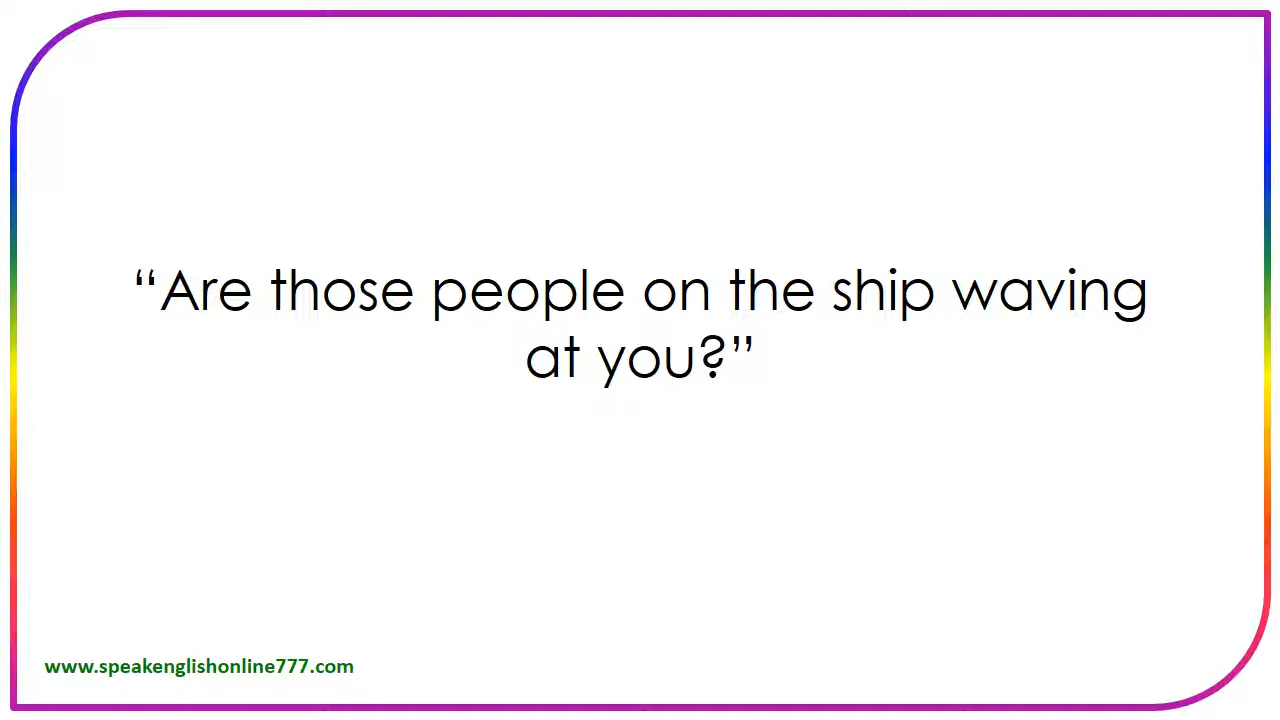 “Are those people on the ship waving
at you?”
www.speakenglishonline777.com